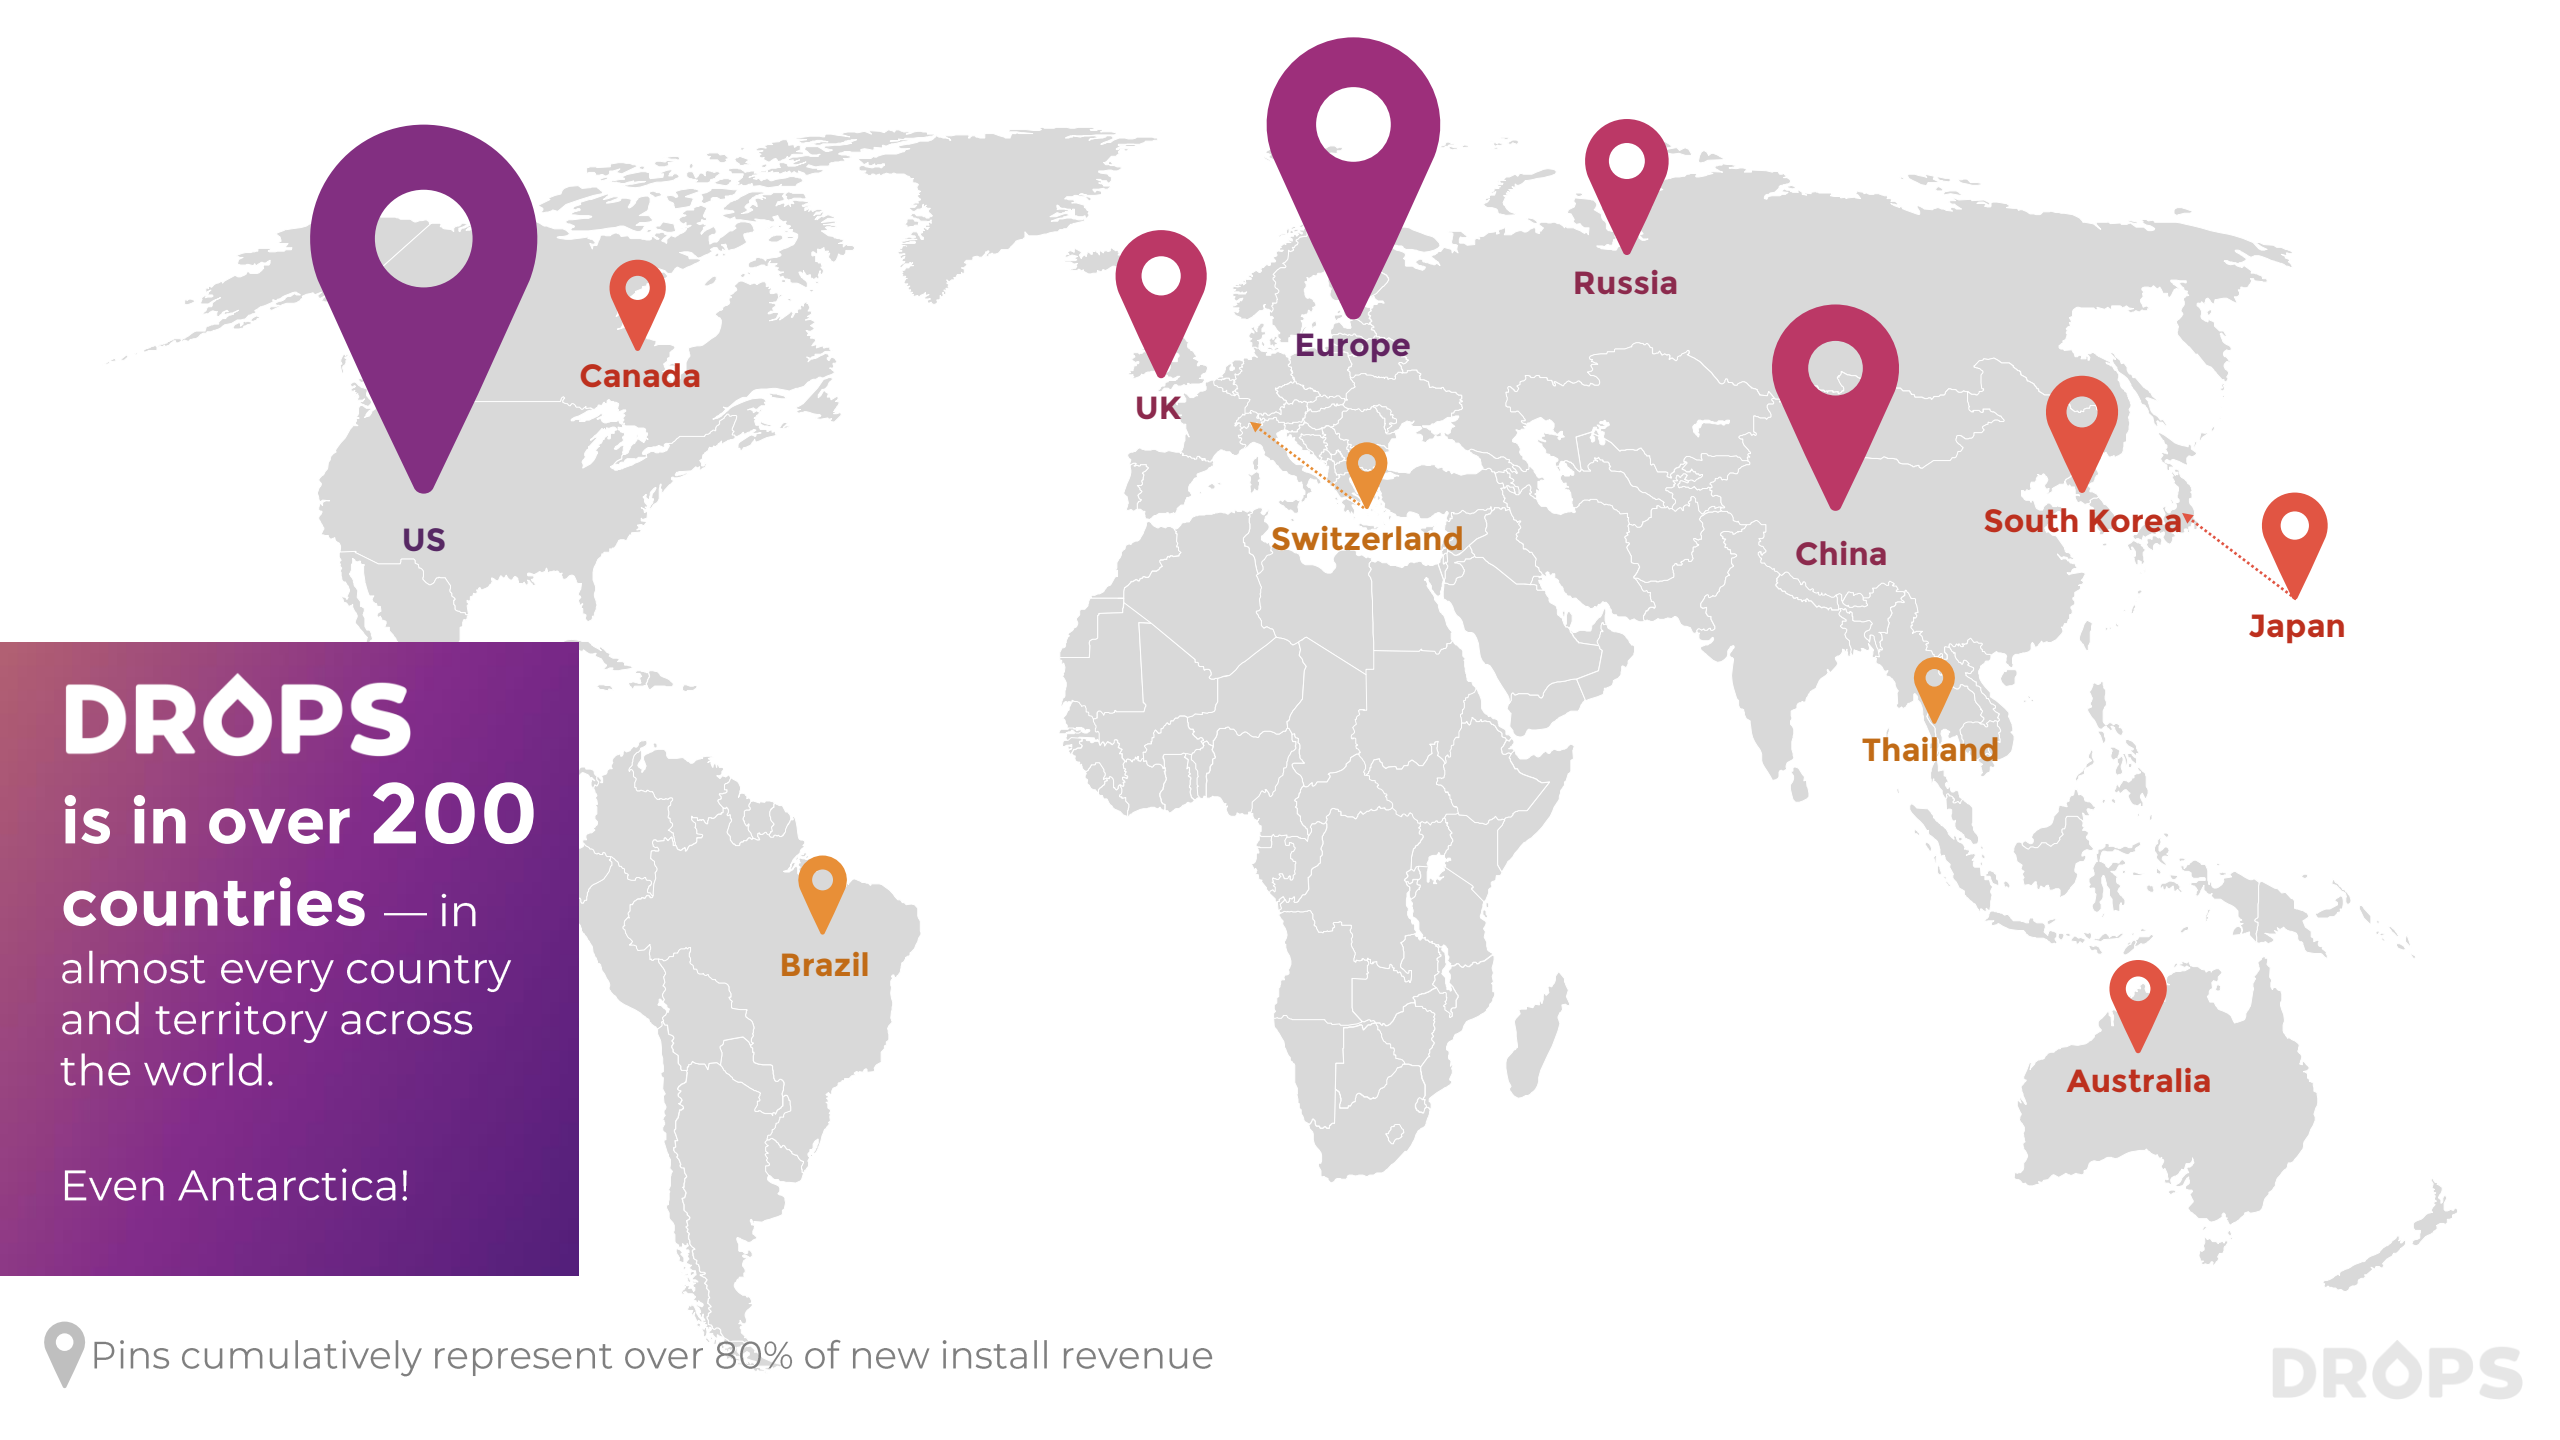 US
Canada
UK
Europe
Russia
Switzerland
China
South Korea
Japan
Thailand
Brazil
Australia
DROPS
is in over 200
countries — in
almost every country
and territory across
the world.
Even Antarctica!
Pins cumulatively represent over 80% of new install revenue
DROPS